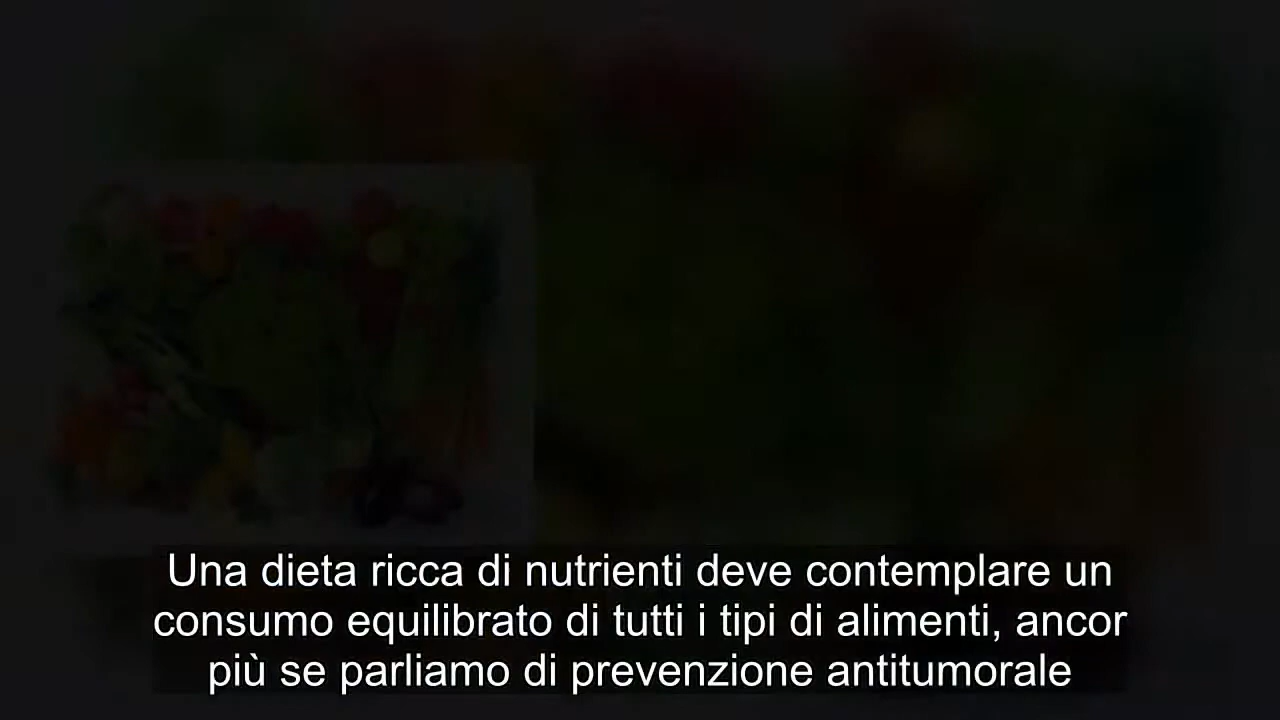 Una dieta ricca di nutrienti deve contemplare un
consumo equilibrato di tutti i tipi di alimenti, ancor
più se parliamo di prevenzione antitumorale